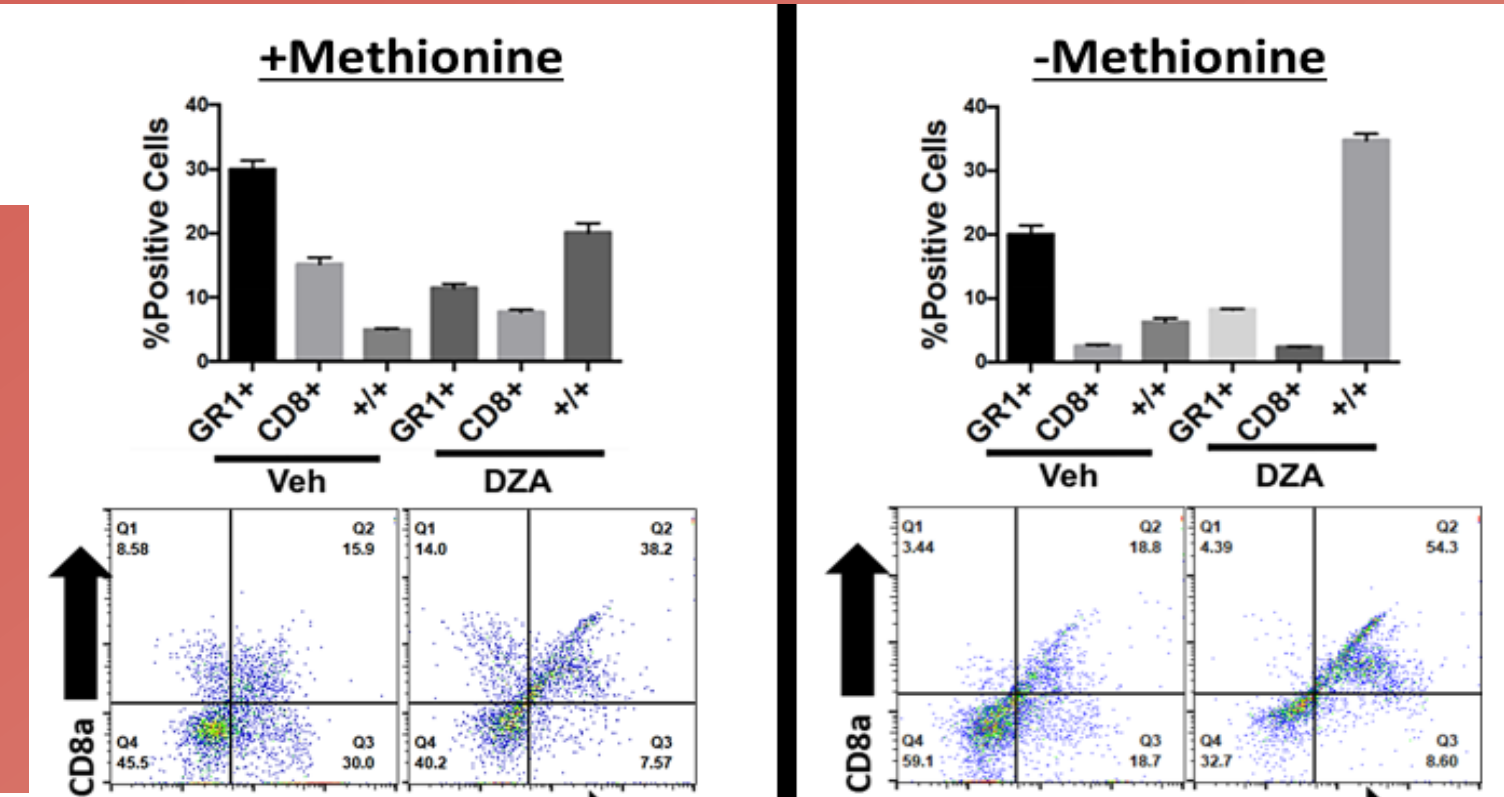 +Methionine
%Positive Cells
40
30
20
10
0
GR1+ CD8+ +/+ GR1+ CD8+ +/+
Veh DZA
Q1
8.58
Q2
15.9
Q4
45.5
Q3
30.0
Q1
14.0
Q2
38.2
Q4
40.2
Q3
7.57
CD8a
-Methionine
%Positive Cells
40
30
20
10
0
GR1+ CD8+ +/+ GR1+ CD8+ +/+
Veh DZA
Q1
3.44
Q2
18.8
Q4
59.1
Q3
18.7
Q1
4.39
Q2
54.3
Q4
32.7
Q3
8.60
CD8a